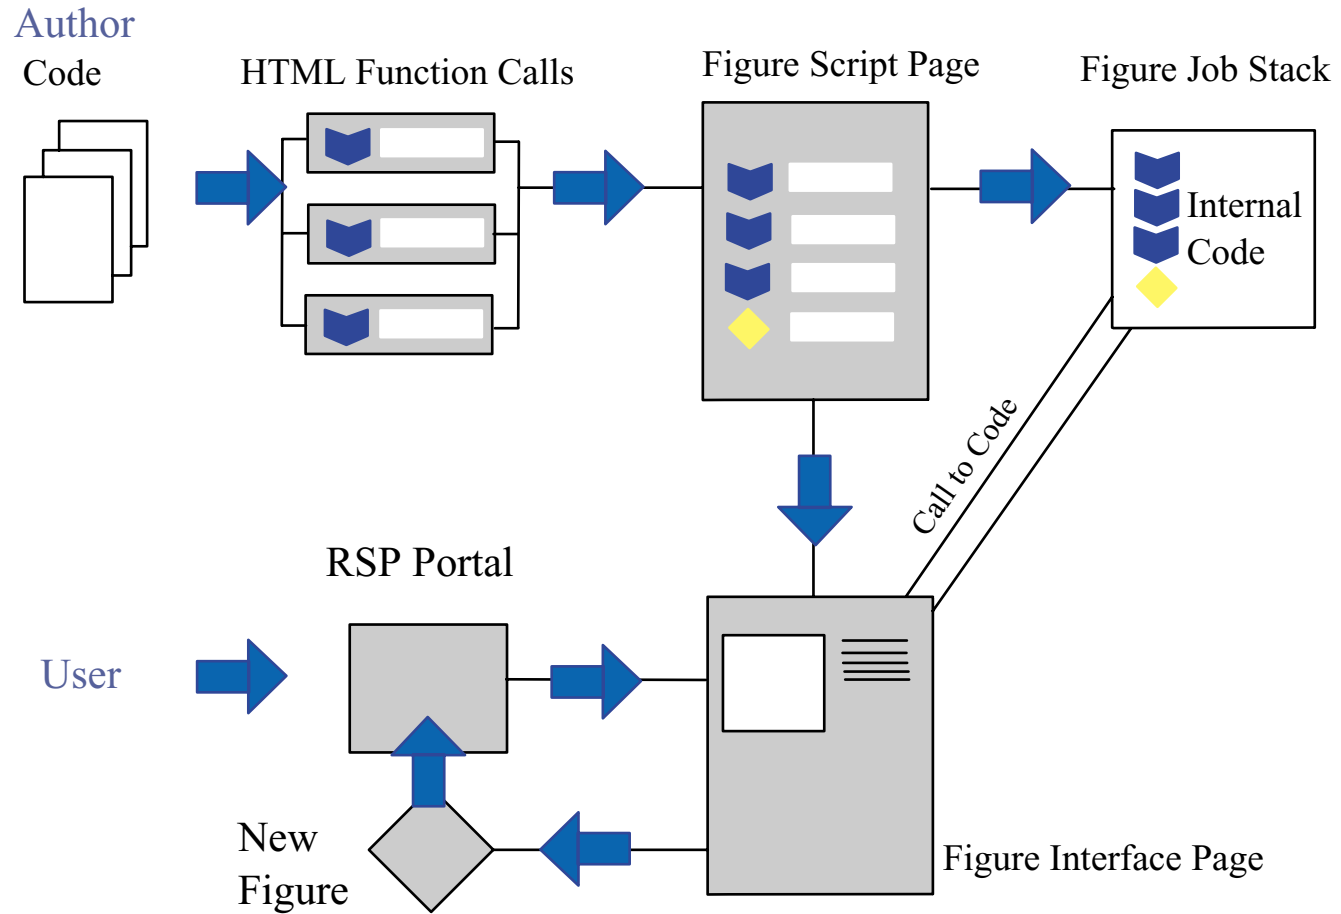 Author
Code
HTML Function Calls
Figure Script Page
Figure Job Stack
Internal
Code
Call to Code
RSP Portal
User
New
Figure
Figure Interface Page